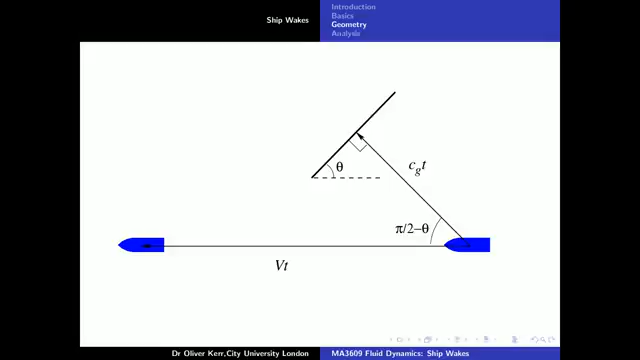 Ship Wakes
Introduction
Basics
Geometry
Analysis
θ
c_g t
π/2−θ
Vt
Dr Oliver Kerr,City University London
MA3609 Fluid Dynamics: Ship Wakes